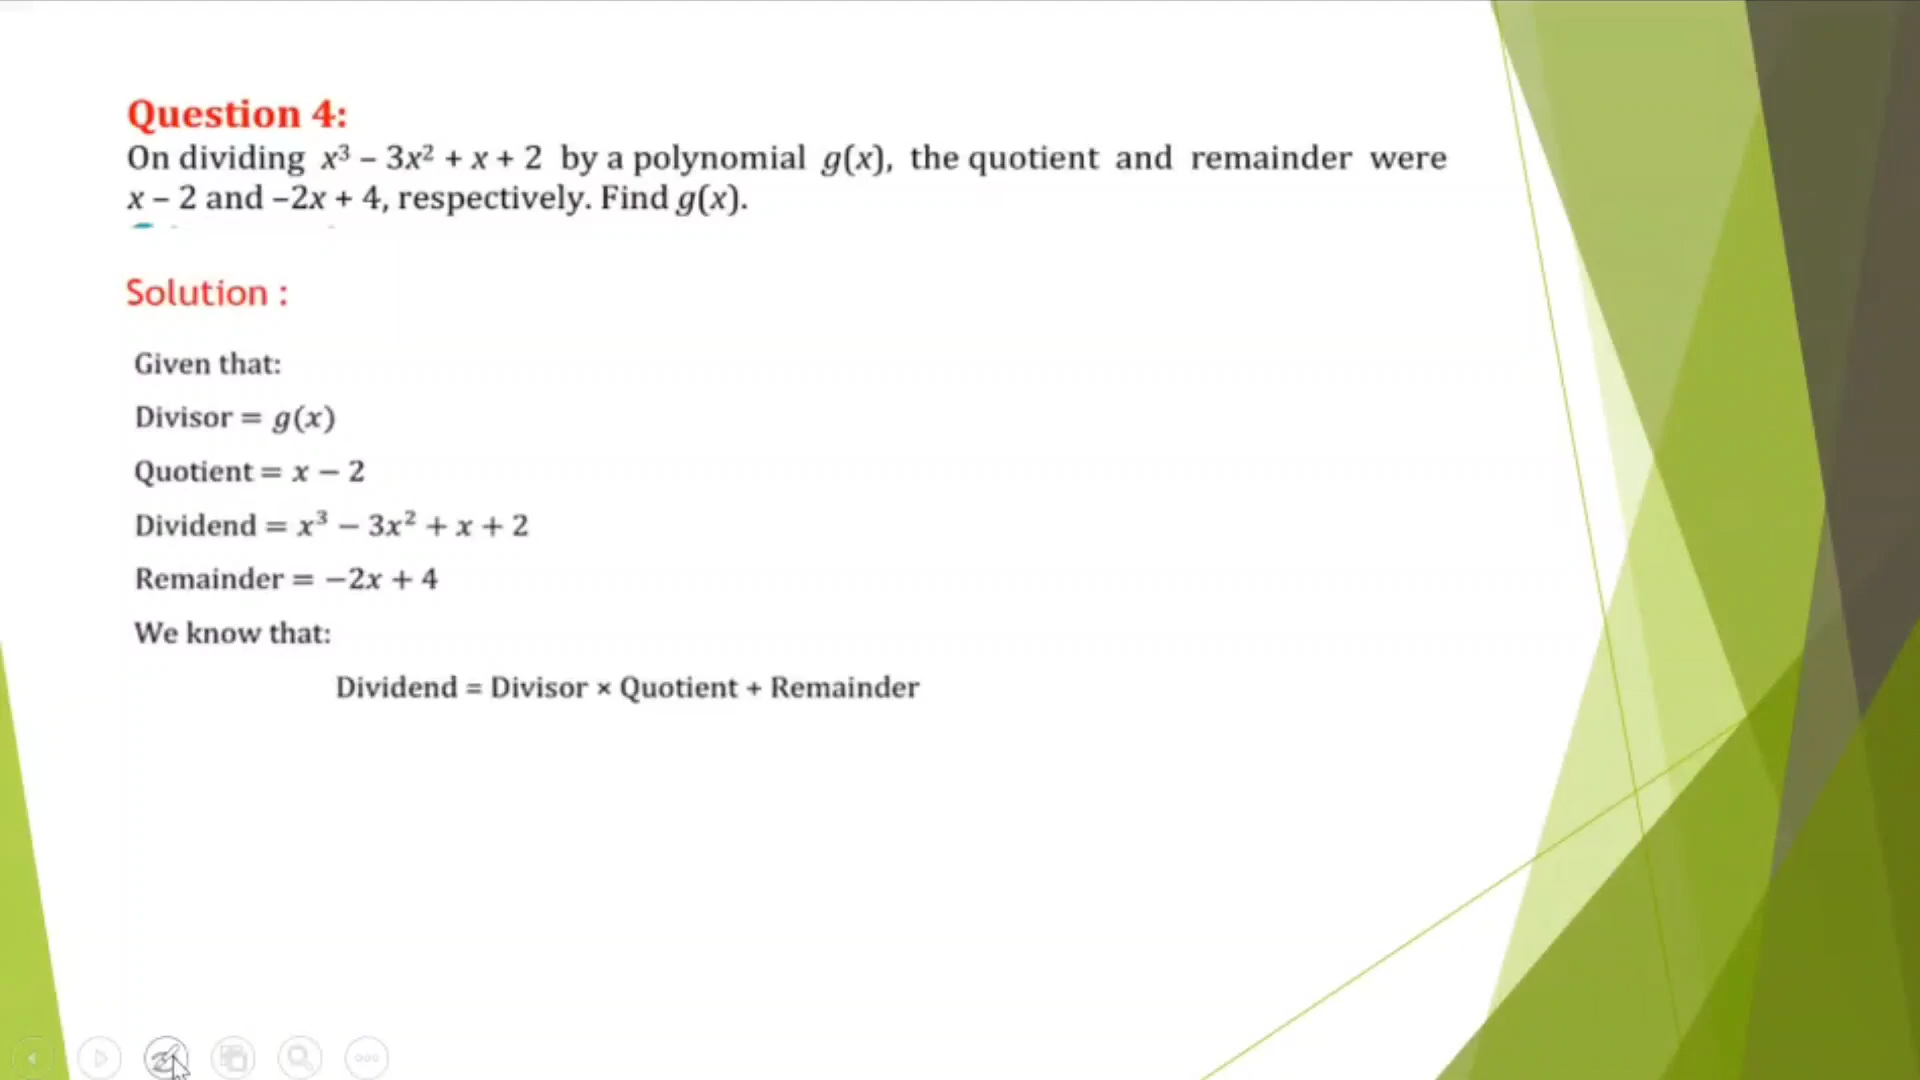 Question 4:
On dividing x³ – 3x² + x + 2 by a polynomial g(x), the quotient and remainder were
x – 2 and –2x + 4, respectively. Find g(x).
Solution :
Given that:
Divisor = g(x)
Quotient = x − 2
Dividend = x³ − 3x² + x + 2
Remainder = −2x + 4
We know that:
Dividend = Divisor × Quotient + Remainder